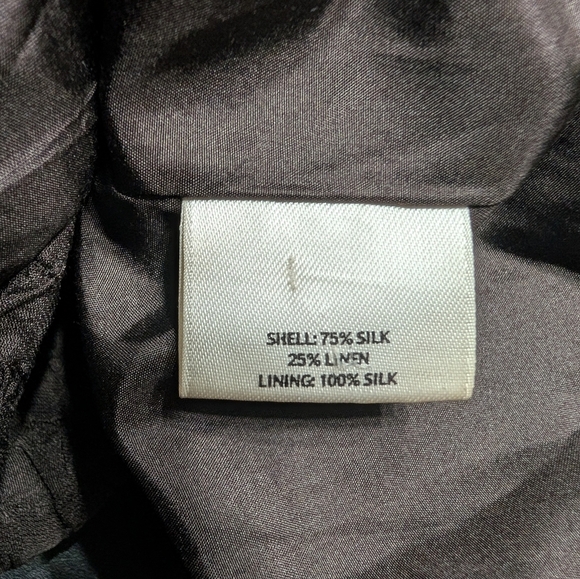 SHELL: 75% SILK
25% LINEN
LINING: 100% SILK